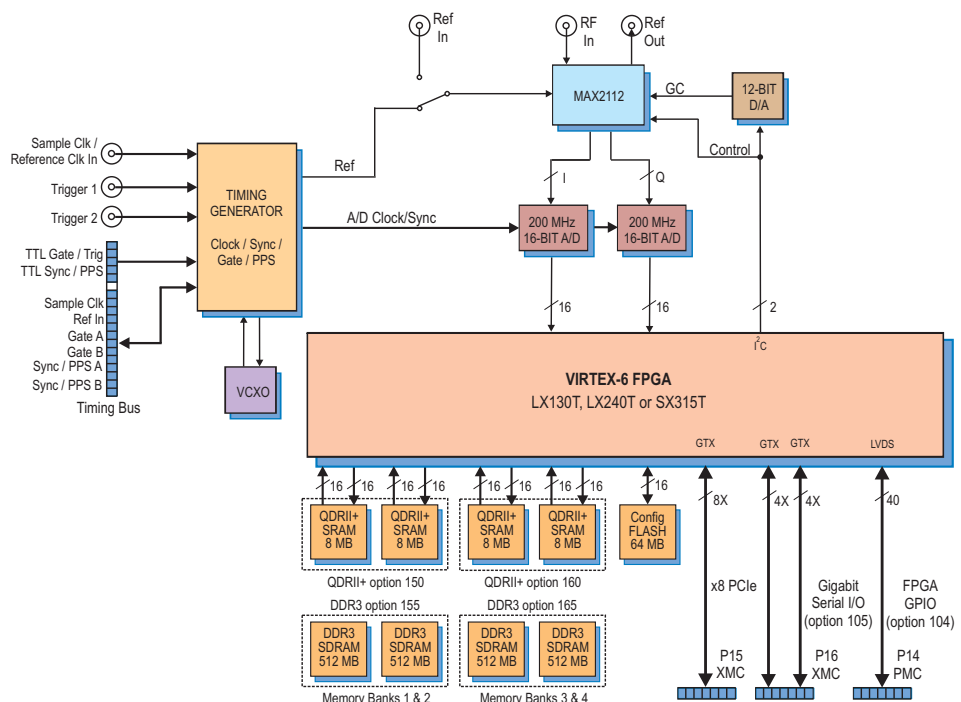 Ref
In
RF
In
Ref
Out
MAX2112
GC
12-BIT
D/A
Control
Sample Clk /
Reference Clk In
Trigger 1
Trigger 2
TTL Gate / Trig
TTL Sync / PPS
Sample Clk
Ref In
Gate A
Gate B
Sync / PPS A
Sync / PPS B
Timing Bus
TIMING
GENERATOR
Clock / Sync /
Gate / PPS
VCXO
Ref
A/D Clock/Sync
I
Q
200 MHz
16-BIT A/D
200 MHz
16-BIT A/D
16
16
2
I2C
VIRTEX-6 FPGA
LX130T, LX240T or SX315T
GTX
GTX
GTX
LVDS
16
16
16
16
16
16
16
16
16
8X
4X
4X
40
QDRII+
SRAM
8 MB
QDRII+
SRAM
8 MB
QDRII+
SRAM
8 MB
QDRII+
SRAM
8 MB
Config
FLASH
64 MB
QDRII+ option 150
QDRII+ option 160
DDR3 option 155
DDR3 option 165
DDR3
SDRAM
512 MB
DDR3
SDRAM
512 MB
DDR3
SDRAM
512 MB
DDR3
SDRAM
512 MB
Memory Banks 1 & 2
Memory Banks 3 & 4
x8 PCIe
Gigabit
Serial I/O
(option 105)
FPGA
GPIO
(option 104)
P15
XMC
P16
XMC
P14
PMC